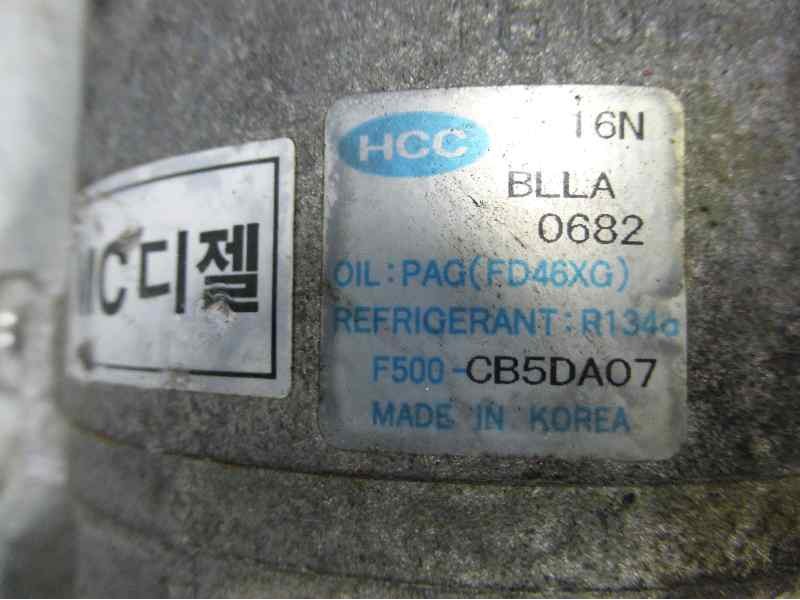 HCC
16N
BLLA
0682
OIL:PAG(FD46XG)
REFRIGERANT:R134a
F500-CB5DA07
MADE IN KOREA
MC디젤